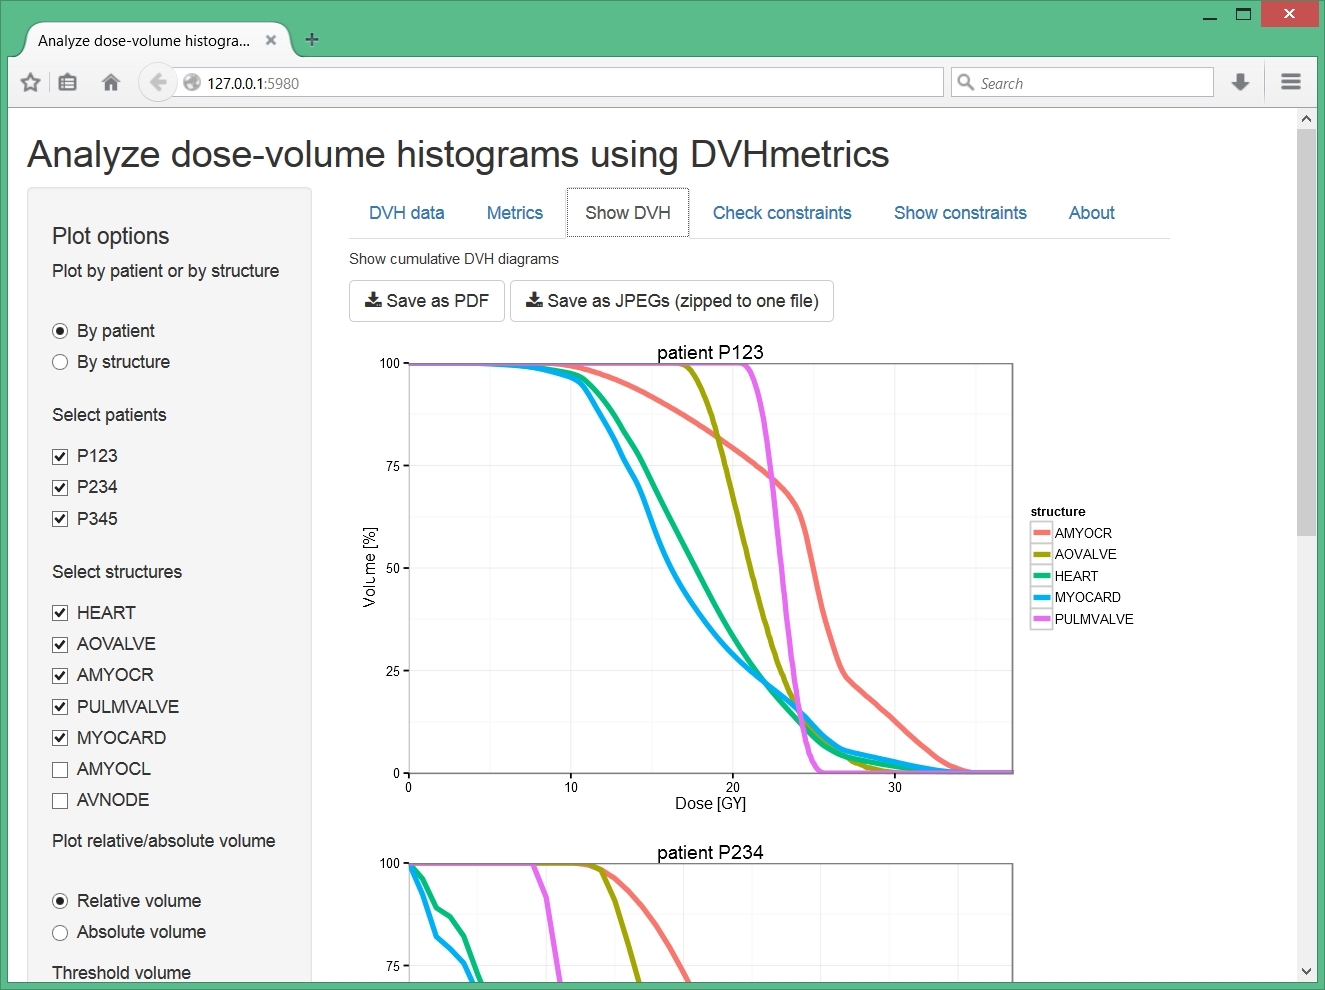 Analyze dose-volume histogra...
127.0.0.1:5980
Search
Analyze dose-volume histograms using DVHmetrics
DVH data Metrics Show DVH Check constraints Show constraints About
Plot options
Plot by patient or by structure
By patient
By structure
Select patients
P123
P234
P345
Select structures
HEART
AOVALVE
AMYOCR
PULMVALVE
MYOCARD
AMYOCL
AVNODE
Plot relative/absolute volume
Relative volume
Absolute volume
Threshold volume
Show cumulative DVH diagrams
Save as PDF Save as JPEGs (zipped to one file)
patient P123
100
75
50
25
0
Volume [%]
0 10 20 30
Dose [GY]
structure
AMYOCR
AOVALVE
HEART
MYOCARD
PULMVALVE
patient P234
100
75